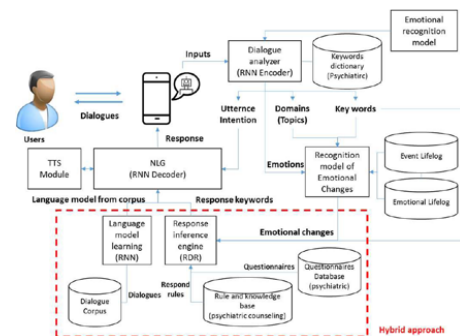 Emotional
recognition
model
Inputs
Dialogue
analyzer
(RNN Encoder)
Keywords
dictionary
(Psychiatirc)
Dialogues
Utternce
Intention
Domains
(Topics)
Key words
Users
Response
Emotions
TTS
Module
NLG
(RNN Decoder)
Recognition
model of
Emotional
Changes
Event Lifelog
Emotional Lifelog
Language model from corpus
Response keywords
Language
model
learning
(RNN)
Response
inference
engine
(RDR)
Emotional changes
Questionnaires
Questionnaires
Database
(psychiatric)
Dialogue
Corpus
Dialogues
Respond
rules
Rule and knowledge
base
(psychiatric counseling)
Hybrid approach